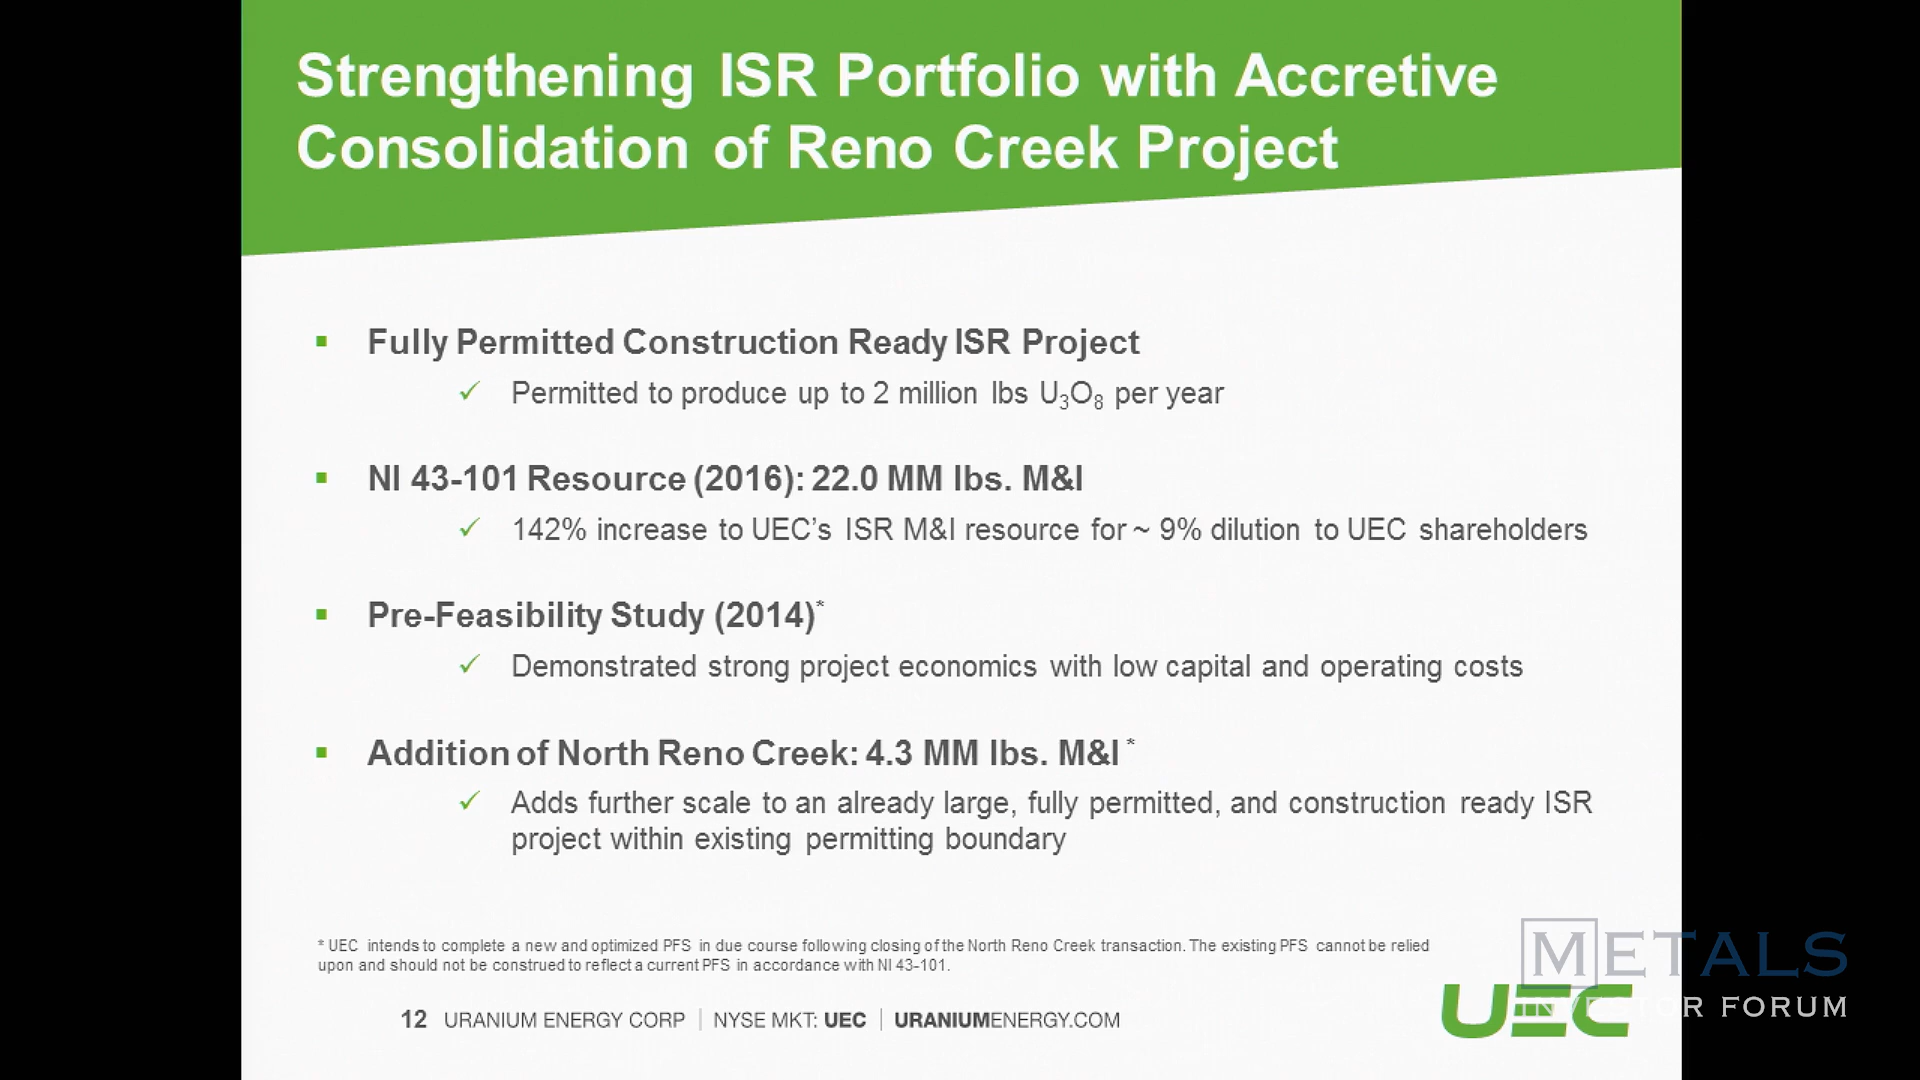 Strengthening ISR Portfolio with Accretive
Consolidation of Reno Creek Project
▪ Fully Permitted Construction Ready ISR Project
✓ Permitted to produce up to 2 million lbs U₃O₈ per year
▪ NI 43-101 Resource (2016): 22.0 MM lbs. M&I
✓ 142% increase to UEC’s ISR M&I resource for ~ 9% dilution to UEC shareholders
▪ Pre-Feasibility Study (2014)*
✓ Demonstrated strong project economics with low capital and operating costs
▪ Addition of North Reno Creek: 4.3 MM lbs. M&I *
✓ Adds further scale to an already large, fully permitted, and construction ready ISR
project within existing permitting boundary
* UEC intends to complete a new and optimized PFS in due course following closing of the North Reno Creek transaction. The existing PFS cannot be relied
upon and should not be construed to reflect a current PFS in accordance with NI 43-101.
12 URANIUM ENERGY CORP | NYSE MKT: UEC | URANIUMENERGY.COM
UEC
METALS
INVESTOR FORUM